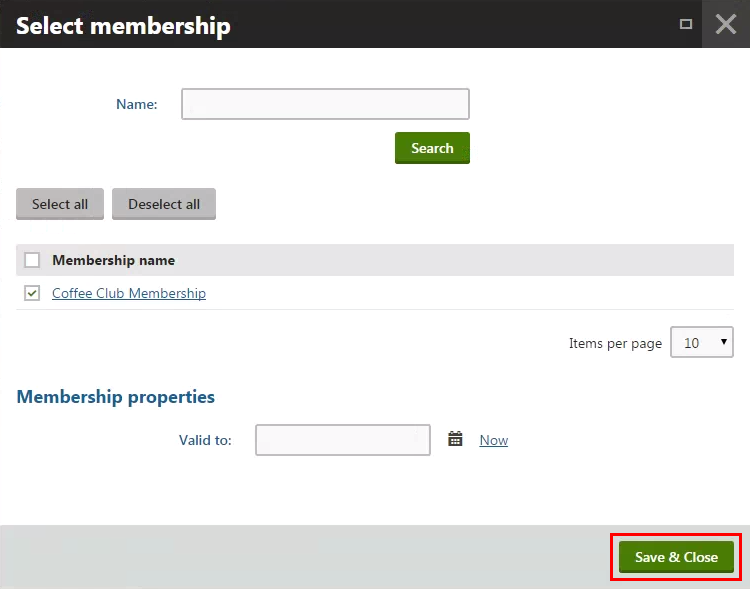 Select membership
Name:
Search
Select all Deselect all
Membership name
Coffee Club Membership
Items per page 10
Membership properties
Valid to: Now
Save & Close